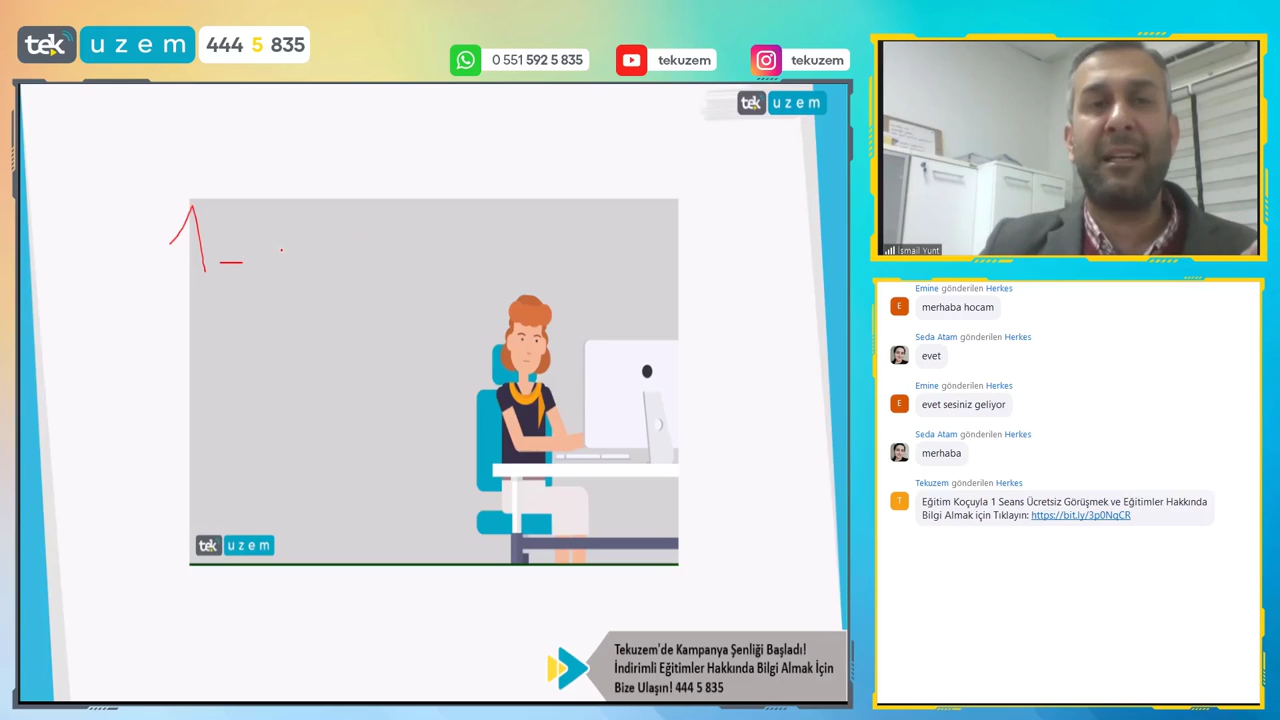 tek uzem 444 5 835
0 551 592 5 835
tekuzem
tekuzem
tek uzem
tek uzem
Tekuzem'de Kampanya Şenliği Başladı!
İndirimli Eğitimler Hakkında Bilgi Almak İçin
Bize Ulaşın! 444 5 835
İsmail Yunt
Emine gönderilen Herkes
E
merhaba hocam
Seda Atam gönderilen Herkes
evet
Emine gönderilen Herkes
E
evet sesiniz geliyor
Seda Atam gönderilen Herkes
merhaba
Tekuzem gönderilen Herkes
T
Eğitim Koçuyla 1 Seans Ücretsiz Görüşmek ve Eğitimler Hakkında
Bilgi Almak için Tıklayın: https://bit.ly/3p0NqCR